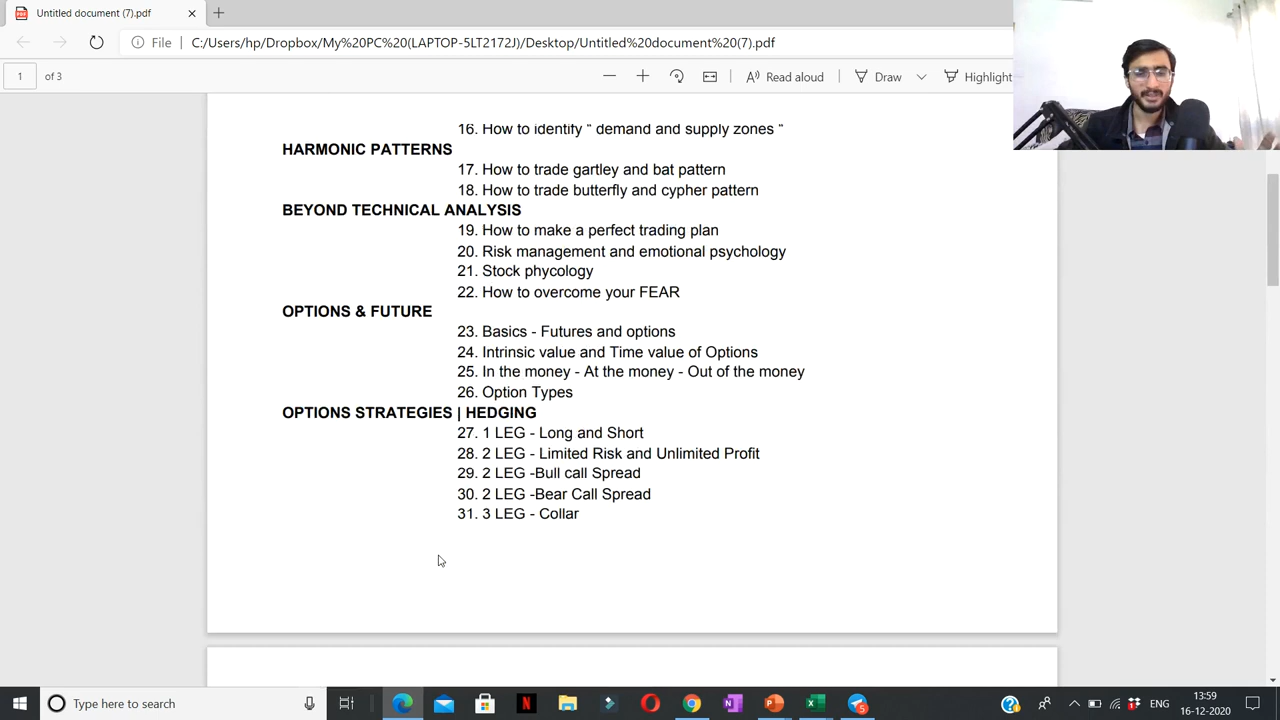 Untitled document (7).pdf
File
C:/Users/hp/Dropbox/My%20PC%20(LAPTOP-5LT2172J)/Desktop/Untitled%20document%20(7).pdf
1 of 3
Read aloud
Draw
Highlight
16. How to identify " demand and supply zones "
HARMONIC PATTERNS
17. How to trade gartley and bat pattern
18. How to trade butterfly and cypher pattern
BEYOND TECHNICAL ANALYSIS
19. How to make a perfect trading plan
20. Risk management and emotional psychology
21. Stock phycology
22. How to overcome your FEAR
OPTIONS & FUTURE
23. Basics - Futures and options
24. Intrinsic value and Time value of Options
25. In the money - At the money - Out of the money
26. Option Types
OPTIONS STRATEGIES | HEDGING
27. 1 LEG - Long and Short
28. 2 LEG - Limited Risk and Unlimited Profit
29. 2 LEG -Bull call Spread
30. 2 LEG -Bear Call Spread
31. 3 LEG - Collar
Type here to search
ENG
13:59
16-12-2020